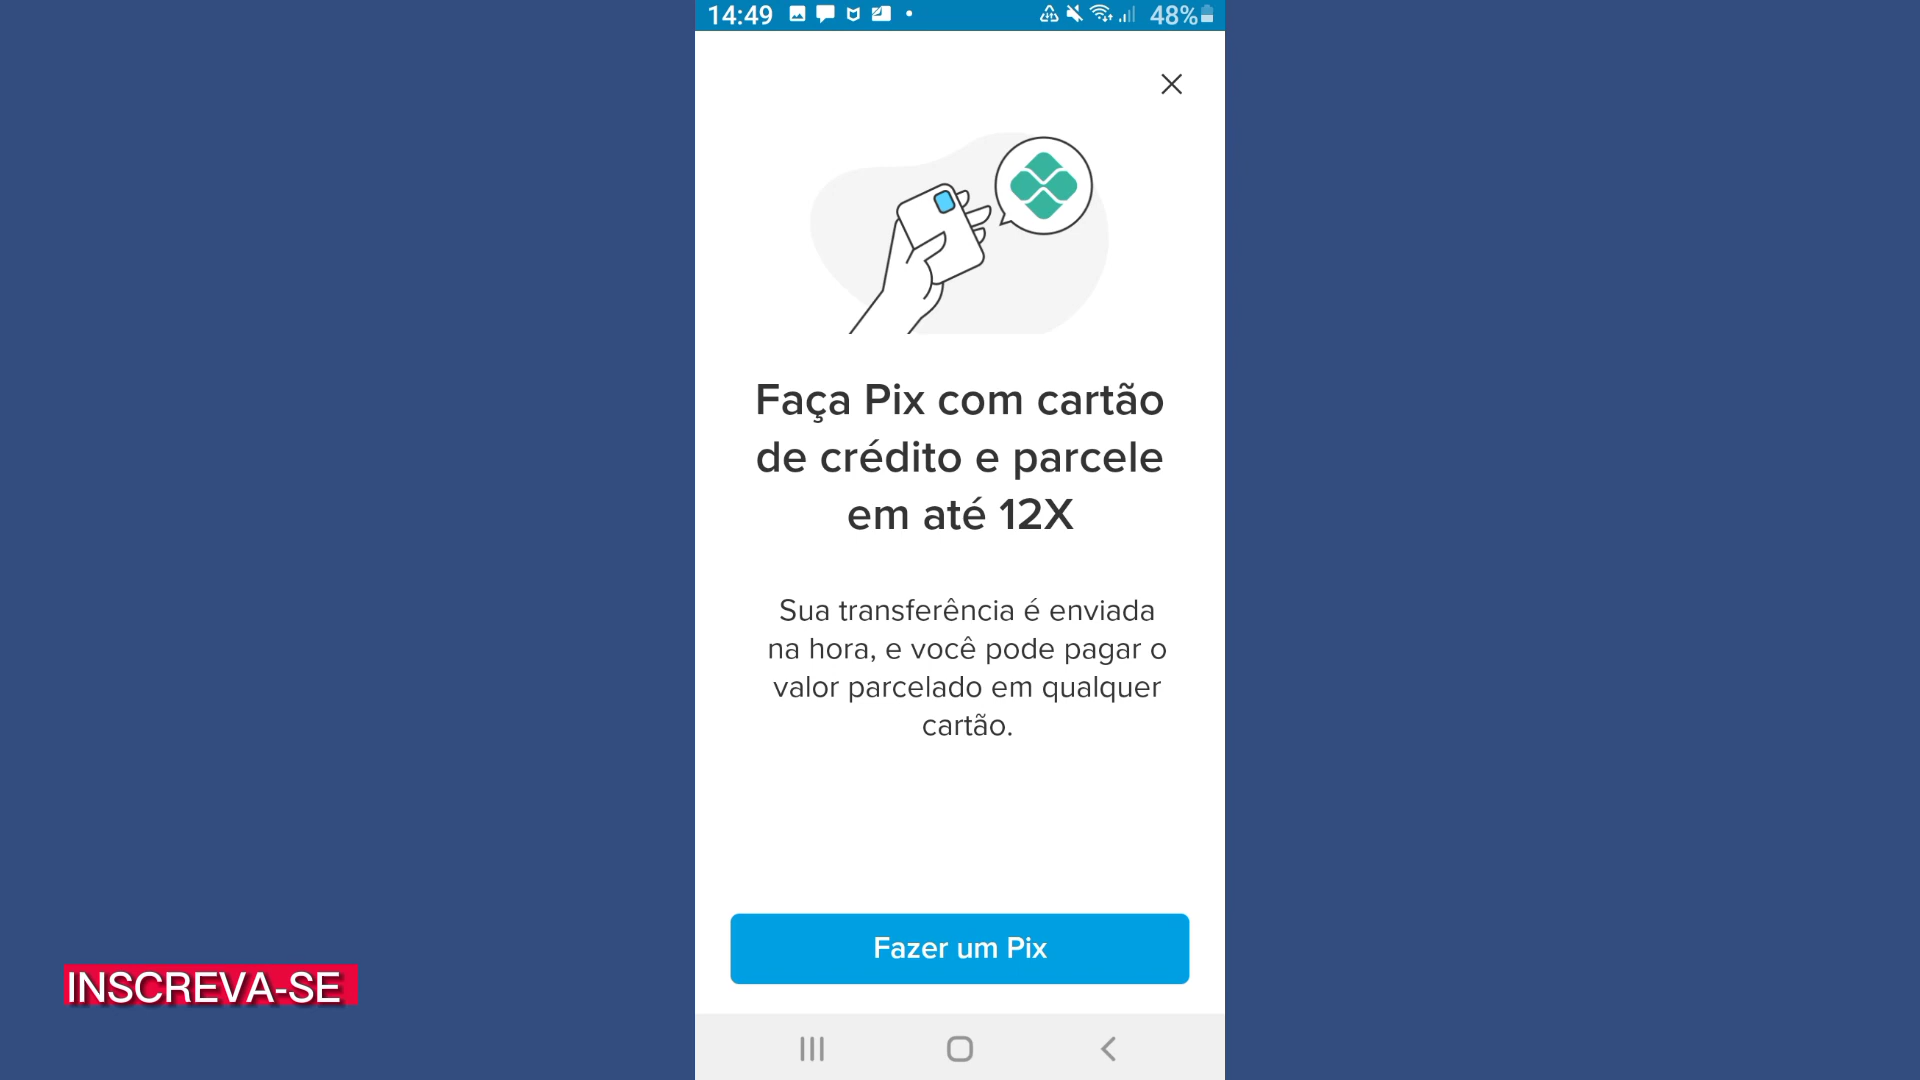 14:49
48%
Faça Pix com cartão
de crédito e parcele
em até 12X
Sua transferência é enviada
na hora, e você pode pagar o
valor parcelado em qualquer
cartão.
Fazer um Pix
INSCREVA-SE